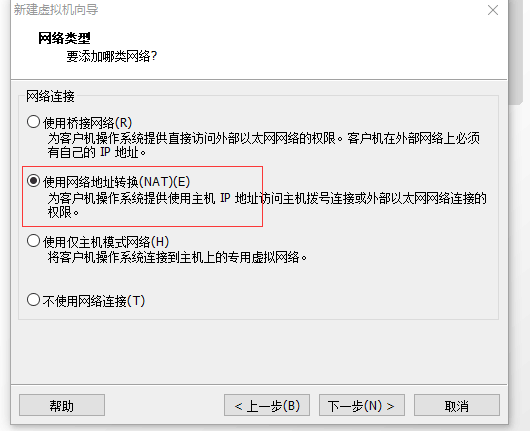 新建虚拟机向导
网络类型
要添加哪类网络?
网络连接
使用桥接网络(R)
为客户机操作系统提供直接访问外部以太网网络的权限。客户机在外部网络上必须
有自己的 IP 地址。
使用网络地址转换(NAT)(E)
为客户机操作系统提供使用主机 IP 地址访问主机拨号连接或外部以太网网络连接的
权限。
使用仅主机模式网络(H)
将客户机操作系统连接到主机上的专用虚拟网络。
不使用网络连接(T)
帮助
< 上一步(B)
下一步(N) >
取消